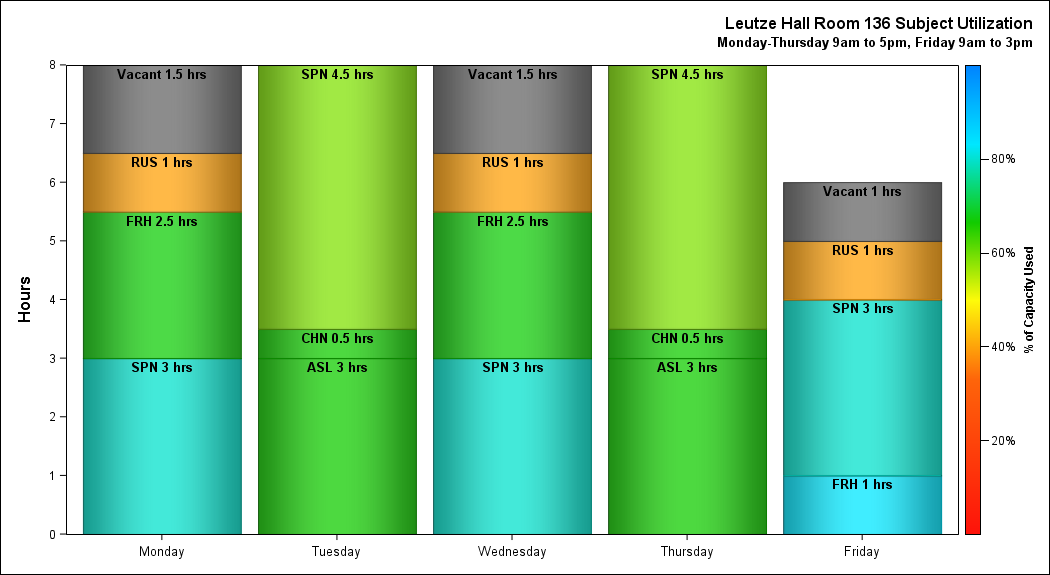 Leutze Hall Room 136 Subject Utilization
Monday-Thursday 9am to 5pm, Friday 9am to 3pm
Hours
8
7
6
5
4
3
2
1
0
Vacant 1.5 hrs
RUS 1 hrs
FRH 2.5 hrs
SPN 3 hrs
SPN 4.5 hrs
CHN 0.5 hrs
ASL 3 hrs
Vacant 1.5 hrs
RUS 1 hrs
FRH 2.5 hrs
SPN 3 hrs
SPN 4.5 hrs
CHN 0.5 hrs
ASL 3 hrs
Vacant 1 hrs
RUS 1 hrs
SPN 3 hrs
FRH 1 hrs
Monday Tuesday Wednesday Thursday Friday
80%
60%
40%
20%
% of Capacity Used